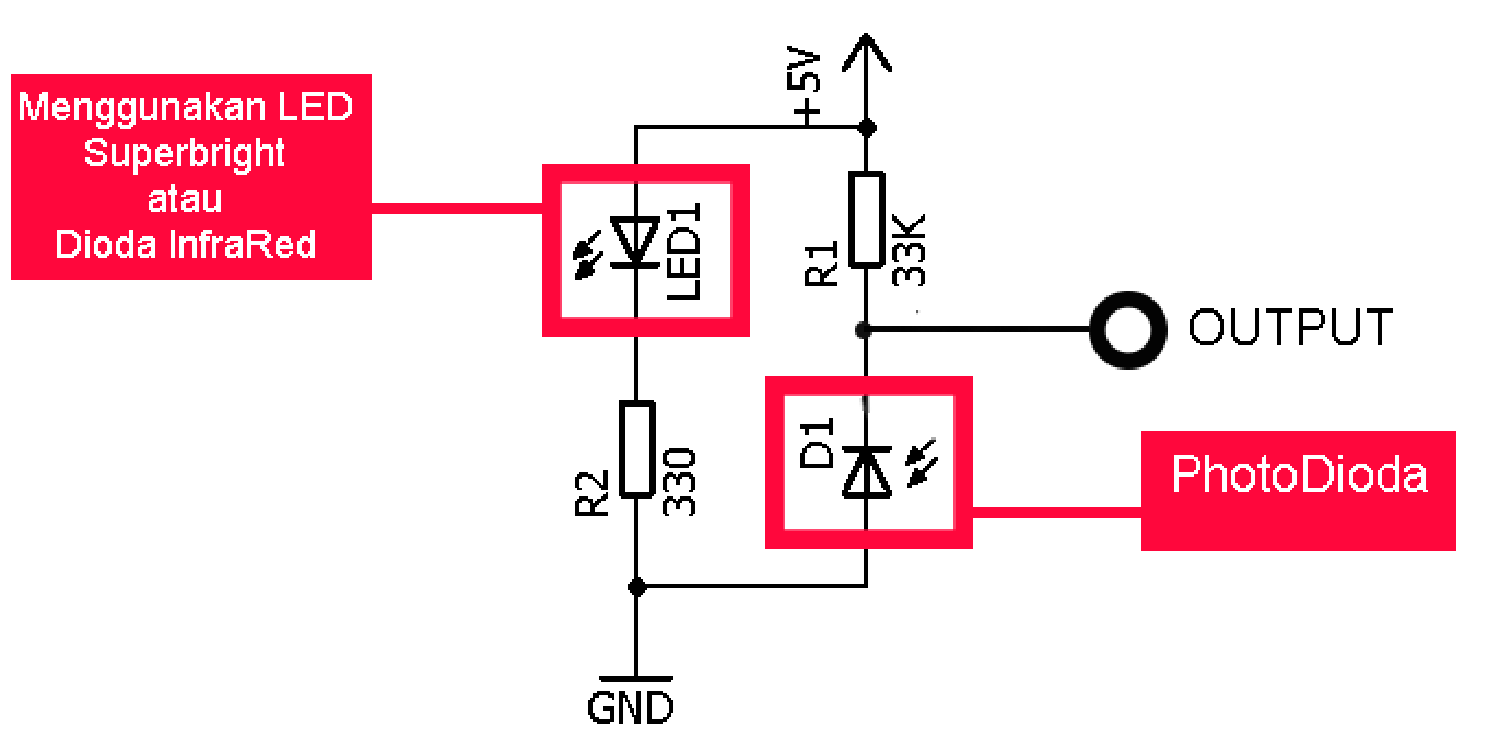 Menggunakan LED
Superbright
atau
Dioda InfraRed
+5V
LED1
R1
33K
OUTPUT
R2
330
D1
PhotoDioda
GND